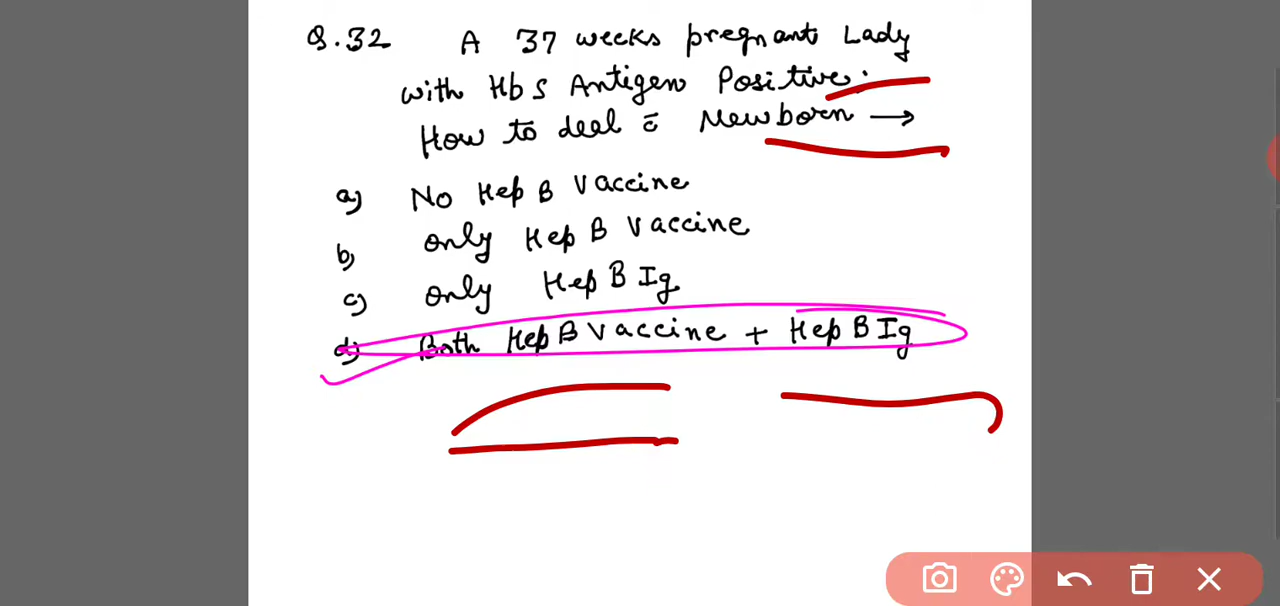 Q.32 A 37 weeks pregnant Lady
with HbS Antigen Positive.
How to deal c̄ Newborn →
a) No Hep B Vaccine
b) only Hep B Vaccine
c) only Hep B Ig
d) Both Hep B Vaccine + Hep B Ig